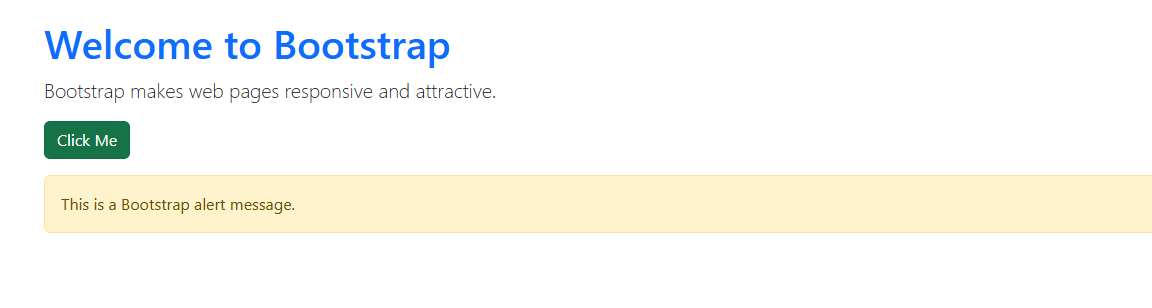 Welcome to Bootstrap
Bootstrap makes web pages responsive and attractive.
Click Me
This is a Bootstrap alert message.